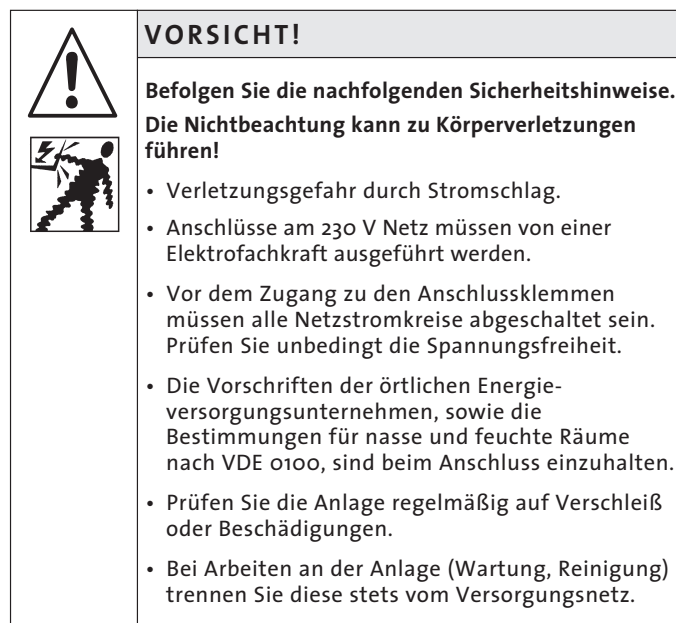 VORSICHT!
Befolgen Sie die nachfolgenden Sicherheitshinweise.
Die Nichtbeachtung kann zu Körperverletzungen
führen!
• Verletzungsgefahr durch Stromschlag.
• Anschlüsse am 230 V Netz müssen von einer
Elektrofachkraft ausgeführt werden.
• Vor dem Zugang zu den Anschlussklemmen
müssen alle Netzstromkreise abgeschaltet sein.
Prüfen Sie unbedingt die Spannungsfreiheit.
• Die Vorschriften der örtlichen Energie-
versorgungsunternehmen, sowie die
Bestimmungen für nasse und feuchte Räume
nach VDE 0100, sind beim Anschluss einzuhalten.
• Prüfen Sie die Anlage regelmäßig auf Verschleiß
oder Beschädigungen.
• Bei Arbeiten an der Anlage (Wartung, Reinigung)
trennen Sie diese stets vom Versorgungsnetz.